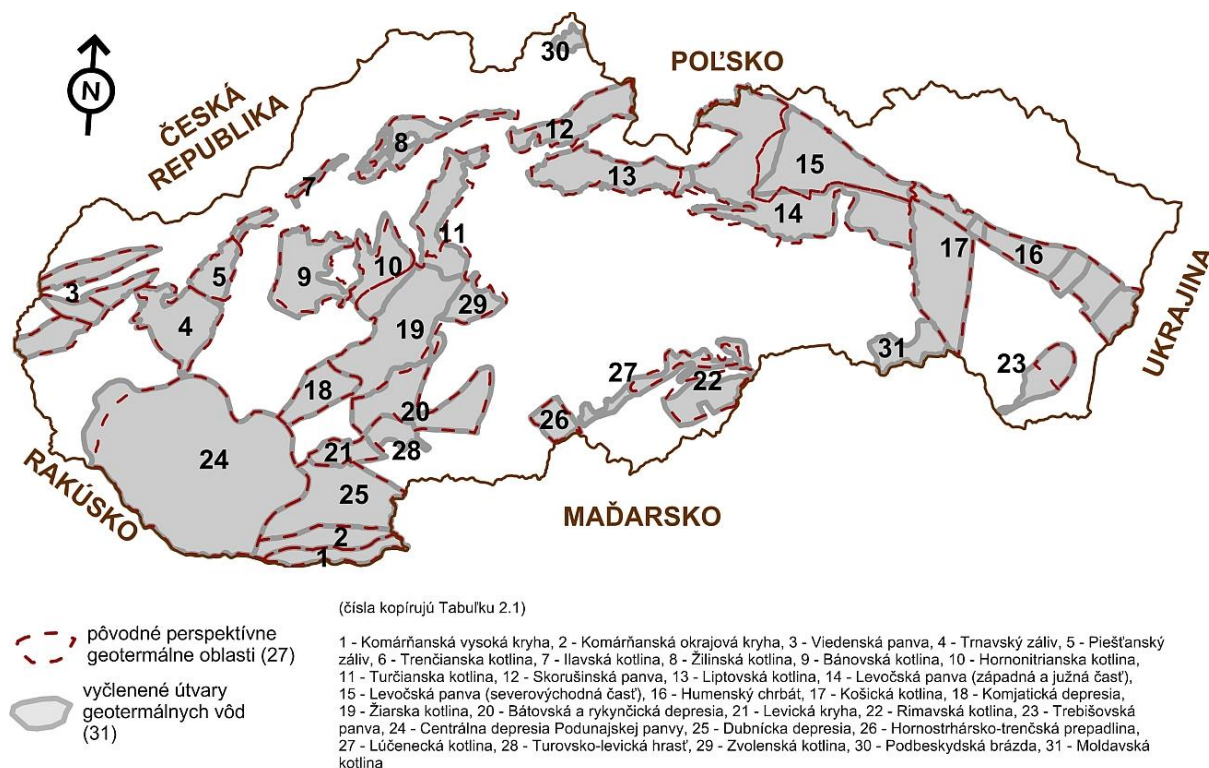 N
ČESKÁ
REPUBLIKA
POĽSKO
UKRAJINA
RAKÚSKO
MAĎARSKO
30
12
8
7
13
15
14
11
10
9
5
3
4
29
19
17
16
31
23
18
27
22
20
26
21
28
24
25
2
1
pôvodné perspektívne
geotermálne oblasti (27)
vyčlenené útvary
geotermálnych vôd
(31)
(čísla kopírujú Tabuľku 2.1)
1 - Komárňanská vysoká kryha, 2 - Komárňanská okrajová kryha, 3 - Viedenská panva, 4 - Trnavský záliv, 5 - Piešťanský
záliv, 6 - Trenčianska kotlina, 7 - Ilavská kotlina, 8 - Žilinská kotlina, 9 - Bánovská kotlina, 10 - Hornonitrianska kotlina,
11 - Turčianska kotlina, 12 - Skorušinská panva, 13 - Liptovská kotlina, 14 - Levočská panva (západná a južná časť),
15 - Levočská panva (severovýchodná časť), 16 - Humenský chrbát, 17 - Košická kotlina, 18 - Komjatická depresia,
19 - Žiarska kotlina, 20 - Bátovská a rykynčická depresia, 21 - Levická kryha, 22 - Rimavská kotlina, 23 - Trebišovská
panva, 24 - Centrálna depresia Podunajskej panvy, 25 - Dubnícka depresia, 26 - Hornostrhársko-trenčská prepadlina,
27 - Lúčenecká kotlina, 28 - Turovsko-levická hrasť, 29 - Zvolenská kotlina, 30 - Podbeskydská brázda, 31 - Moldavská
kotlina